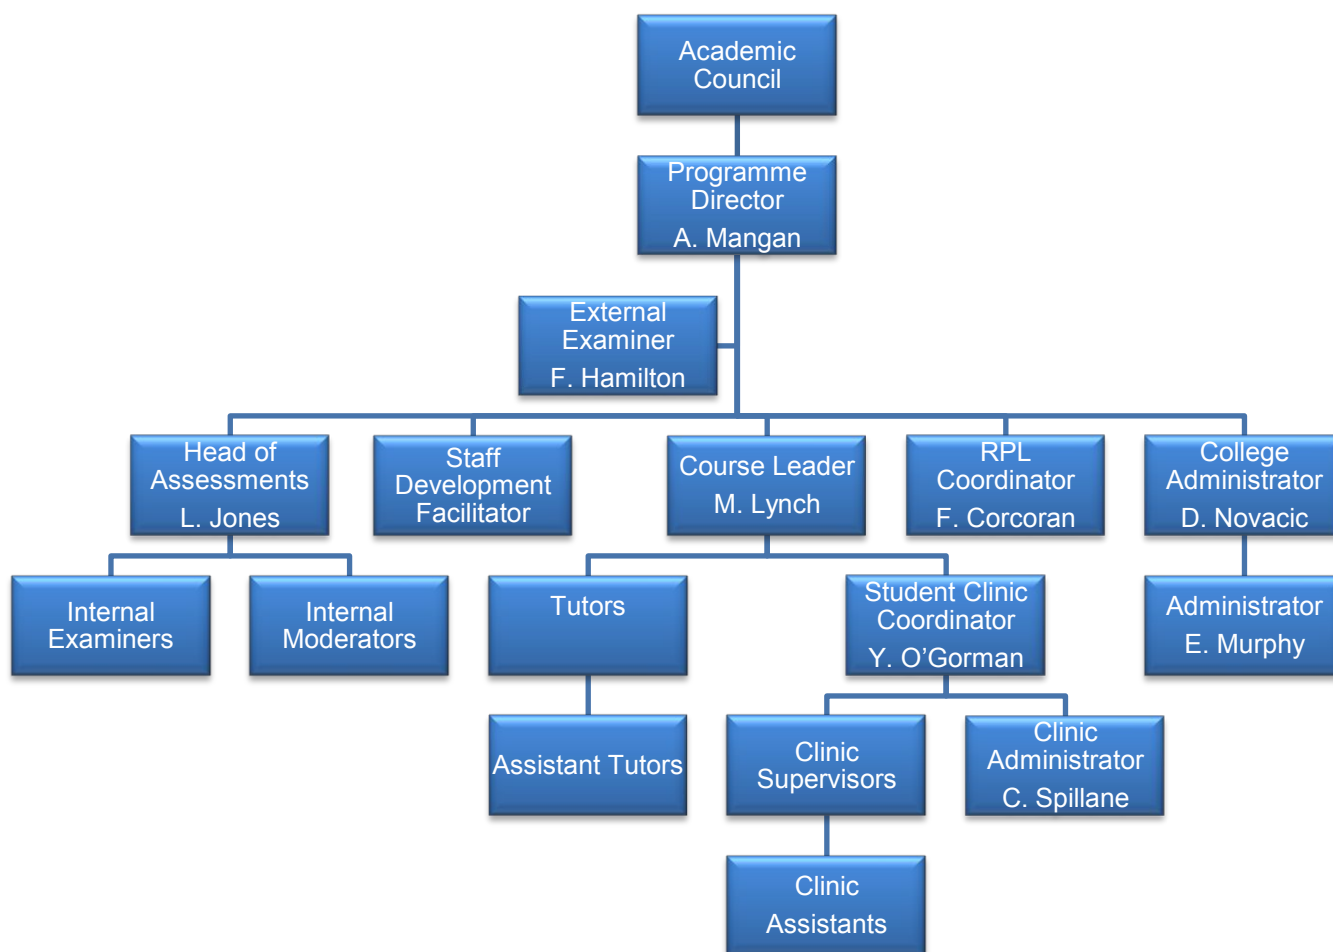 Academic
Council
Programme
Director
A. Mangan
External
Examiner
F. Hamilton
Head of
Assessments
L. Jones
Staff
Development
Facilitator
Course Leader
M. Lynch
RPL
Coordinator
F. Corcoran
College
Administrator
D. Novacic
Internal
Examiners
Internal
Moderators
Tutors
Student Clinic
Coordinator
Y. O’Gorman
Administrator
E. Murphy
Assistant Tutors
Clinic
Supervisors
Clinic
Administrator
C. Spillane
Clinic
Assistants